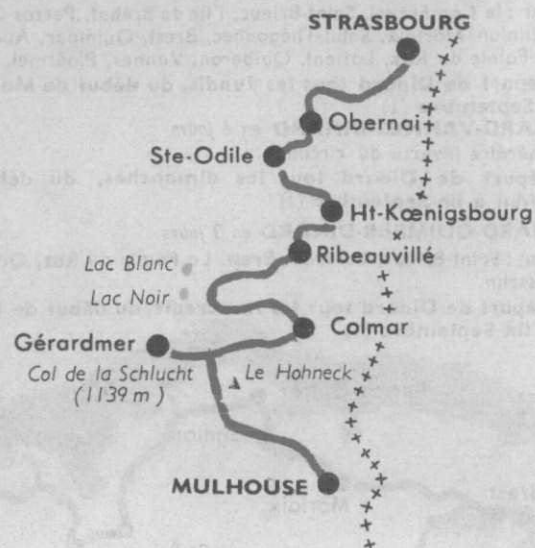 STRASBOURG
Obernai
Ste-Odile
Ht-Kœnigsbourg
Ribeauvillé
Lac Blanc
Lac Noir
Colmar
Gérardmer
Col de la Schlucht
(1139 m)
Le Hohneck
MULHOUSE